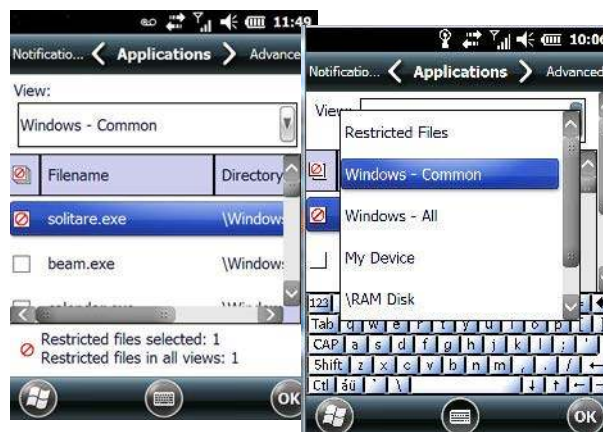 11:49
Notificatio... Applications Advance
View:
Windows - Common
Filename Directory
solitare.exe \Window
beam.exe \Window
Restricted files selected: 1
Restricted files in all views: 1
OK
10:06
Notificatio... Applications Advanced
View:
Restricted Files
Windows - Common
Windows - All
My Device
\RAM Disk
123
Tab q w e r t y u i o p [ ]
CAP a s d f g h j k l ; '
Shift z x c v b n m , . /
Ctl áü ` \
OK